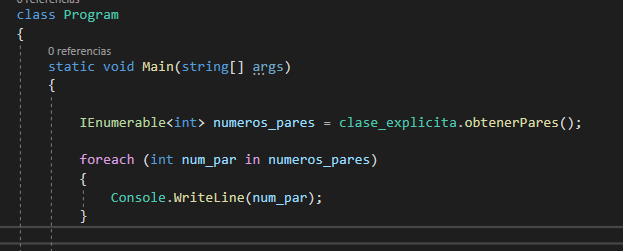 0 referencias
class Program
{
0 referencias
static void Main(string[] args)
{
IEnumerable<int> numeros_pares = clase_explicita.obtenerPares();
foreach (int num_par in numeros_pares)
{
Console.WriteLine(num_par);
}